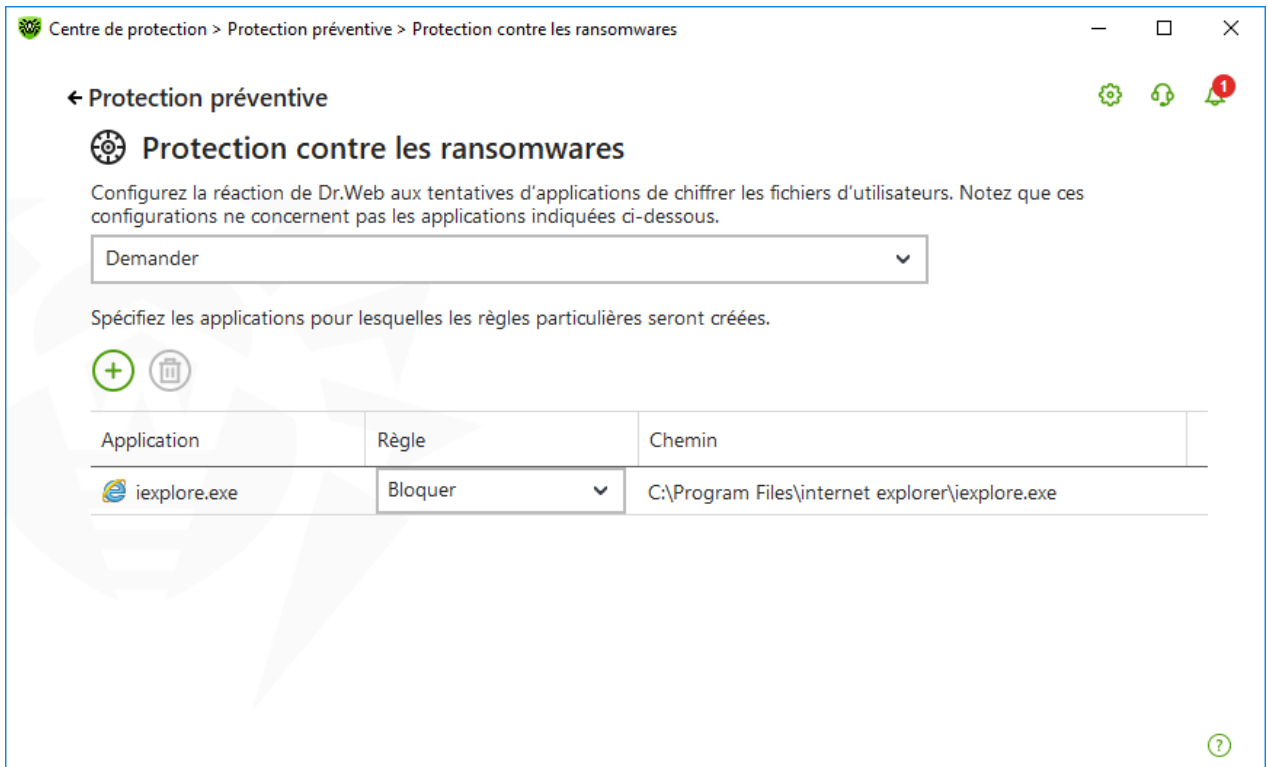 Centre de protection > Protection préventive > Protection contre les ransomwares
Protection préventive
1
Protection contre les ransomwares
Configurez la réaction de Dr.Web aux tentatives d'applications de chiffrer les fichiers d'utilisateurs. Notez que ces
configurations ne concernent pas les applications indiquées ci-dessous.
Demander
Spécifiez les applications pour lesquelles les règles particulières seront créées.
Application Règle Chemin
iexplore.exe Bloquer C:\Program Files\internet explorer\iexplore.exe
?